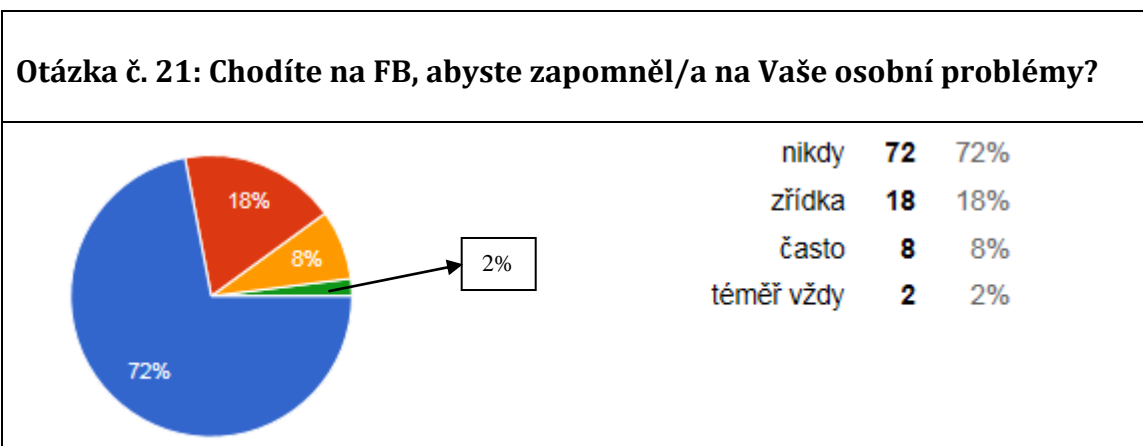 Otázka č. 21: Chodíte na FB, abyste zapomněl/a na Vaše osobní problémy?
18%
8%
2%
72%
nikdy 72 72%
zřídka 18 18%
často 8 8%
téměř vždy 2 2%